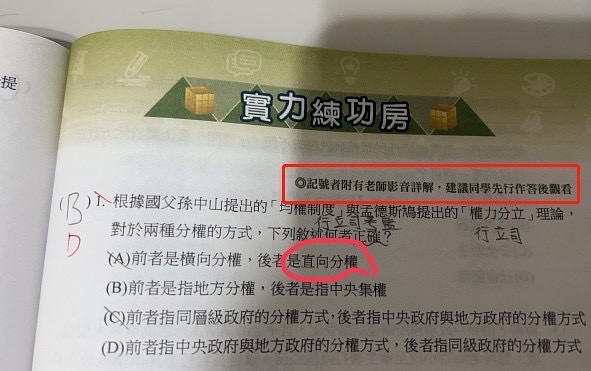 提
實力練功房
◎記號者附有老師影音詳解,建議同學先行作答後觀看
(B) 1. 根據國父孫中山提出的「均權制度」與孟德斯鳩提出的「權力分立」理論,
D
行立司考監
行立司
對於兩種分權的方式,下列敘述何者正確?
(A)前者是橫向分權,後者是直向分權
(B)前者是指地方分權,後者是指中央集權
(C)前者指同層級政府的分權方式,後者指中央政府與地方政府的分權方式
(D)前者指中央政府與地方政府的分權方式,後者指同級政府的分權方式